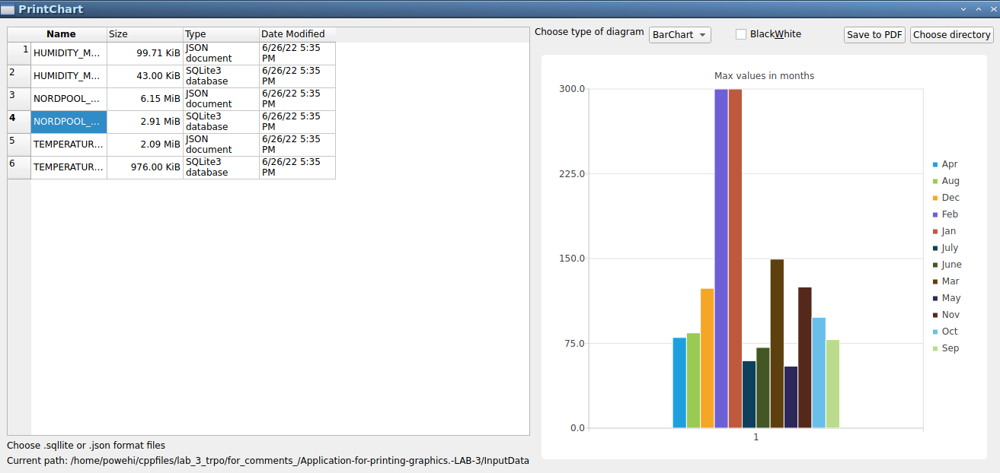 PrintChart
Name Size Type Date Modified
1 HUMIDITY_M... 99.71 KiB JSON document 6/26/22 5:35 PM
2 HUMIDITY_M... 43.00 KiB SQLite3 database 6/26/22 5:35 PM
3 NORDPOOL_... 6.15 MiB JSON document 6/26/22 5:35 PM
4 NORDPOOL_... 2.91 MiB SQLite3 database 6/26/22 5:35 PM
5 TEMPERATUR... 2.09 MiB JSON document 6/26/22 5:35 PM
6 TEMPERATUR... 976.00 KiB SQLite3 database 6/26/22 5:35 PM
Choose .sqllite or .json format files
Current path: /home/powehi/cppfiles/lab_3_trpo/for_comments_/Application-for-printing-graphics.-LAB-3/InputData
Choose type of diagram BarChart BlackWhite Save to PDF Choose directory
Max values in months
300.0
225.0
150.0
75.0
0.0
1
Apr
Aug
Dec
Feb
Jan
July
June
Mar
May
Nov
Oct
Sep